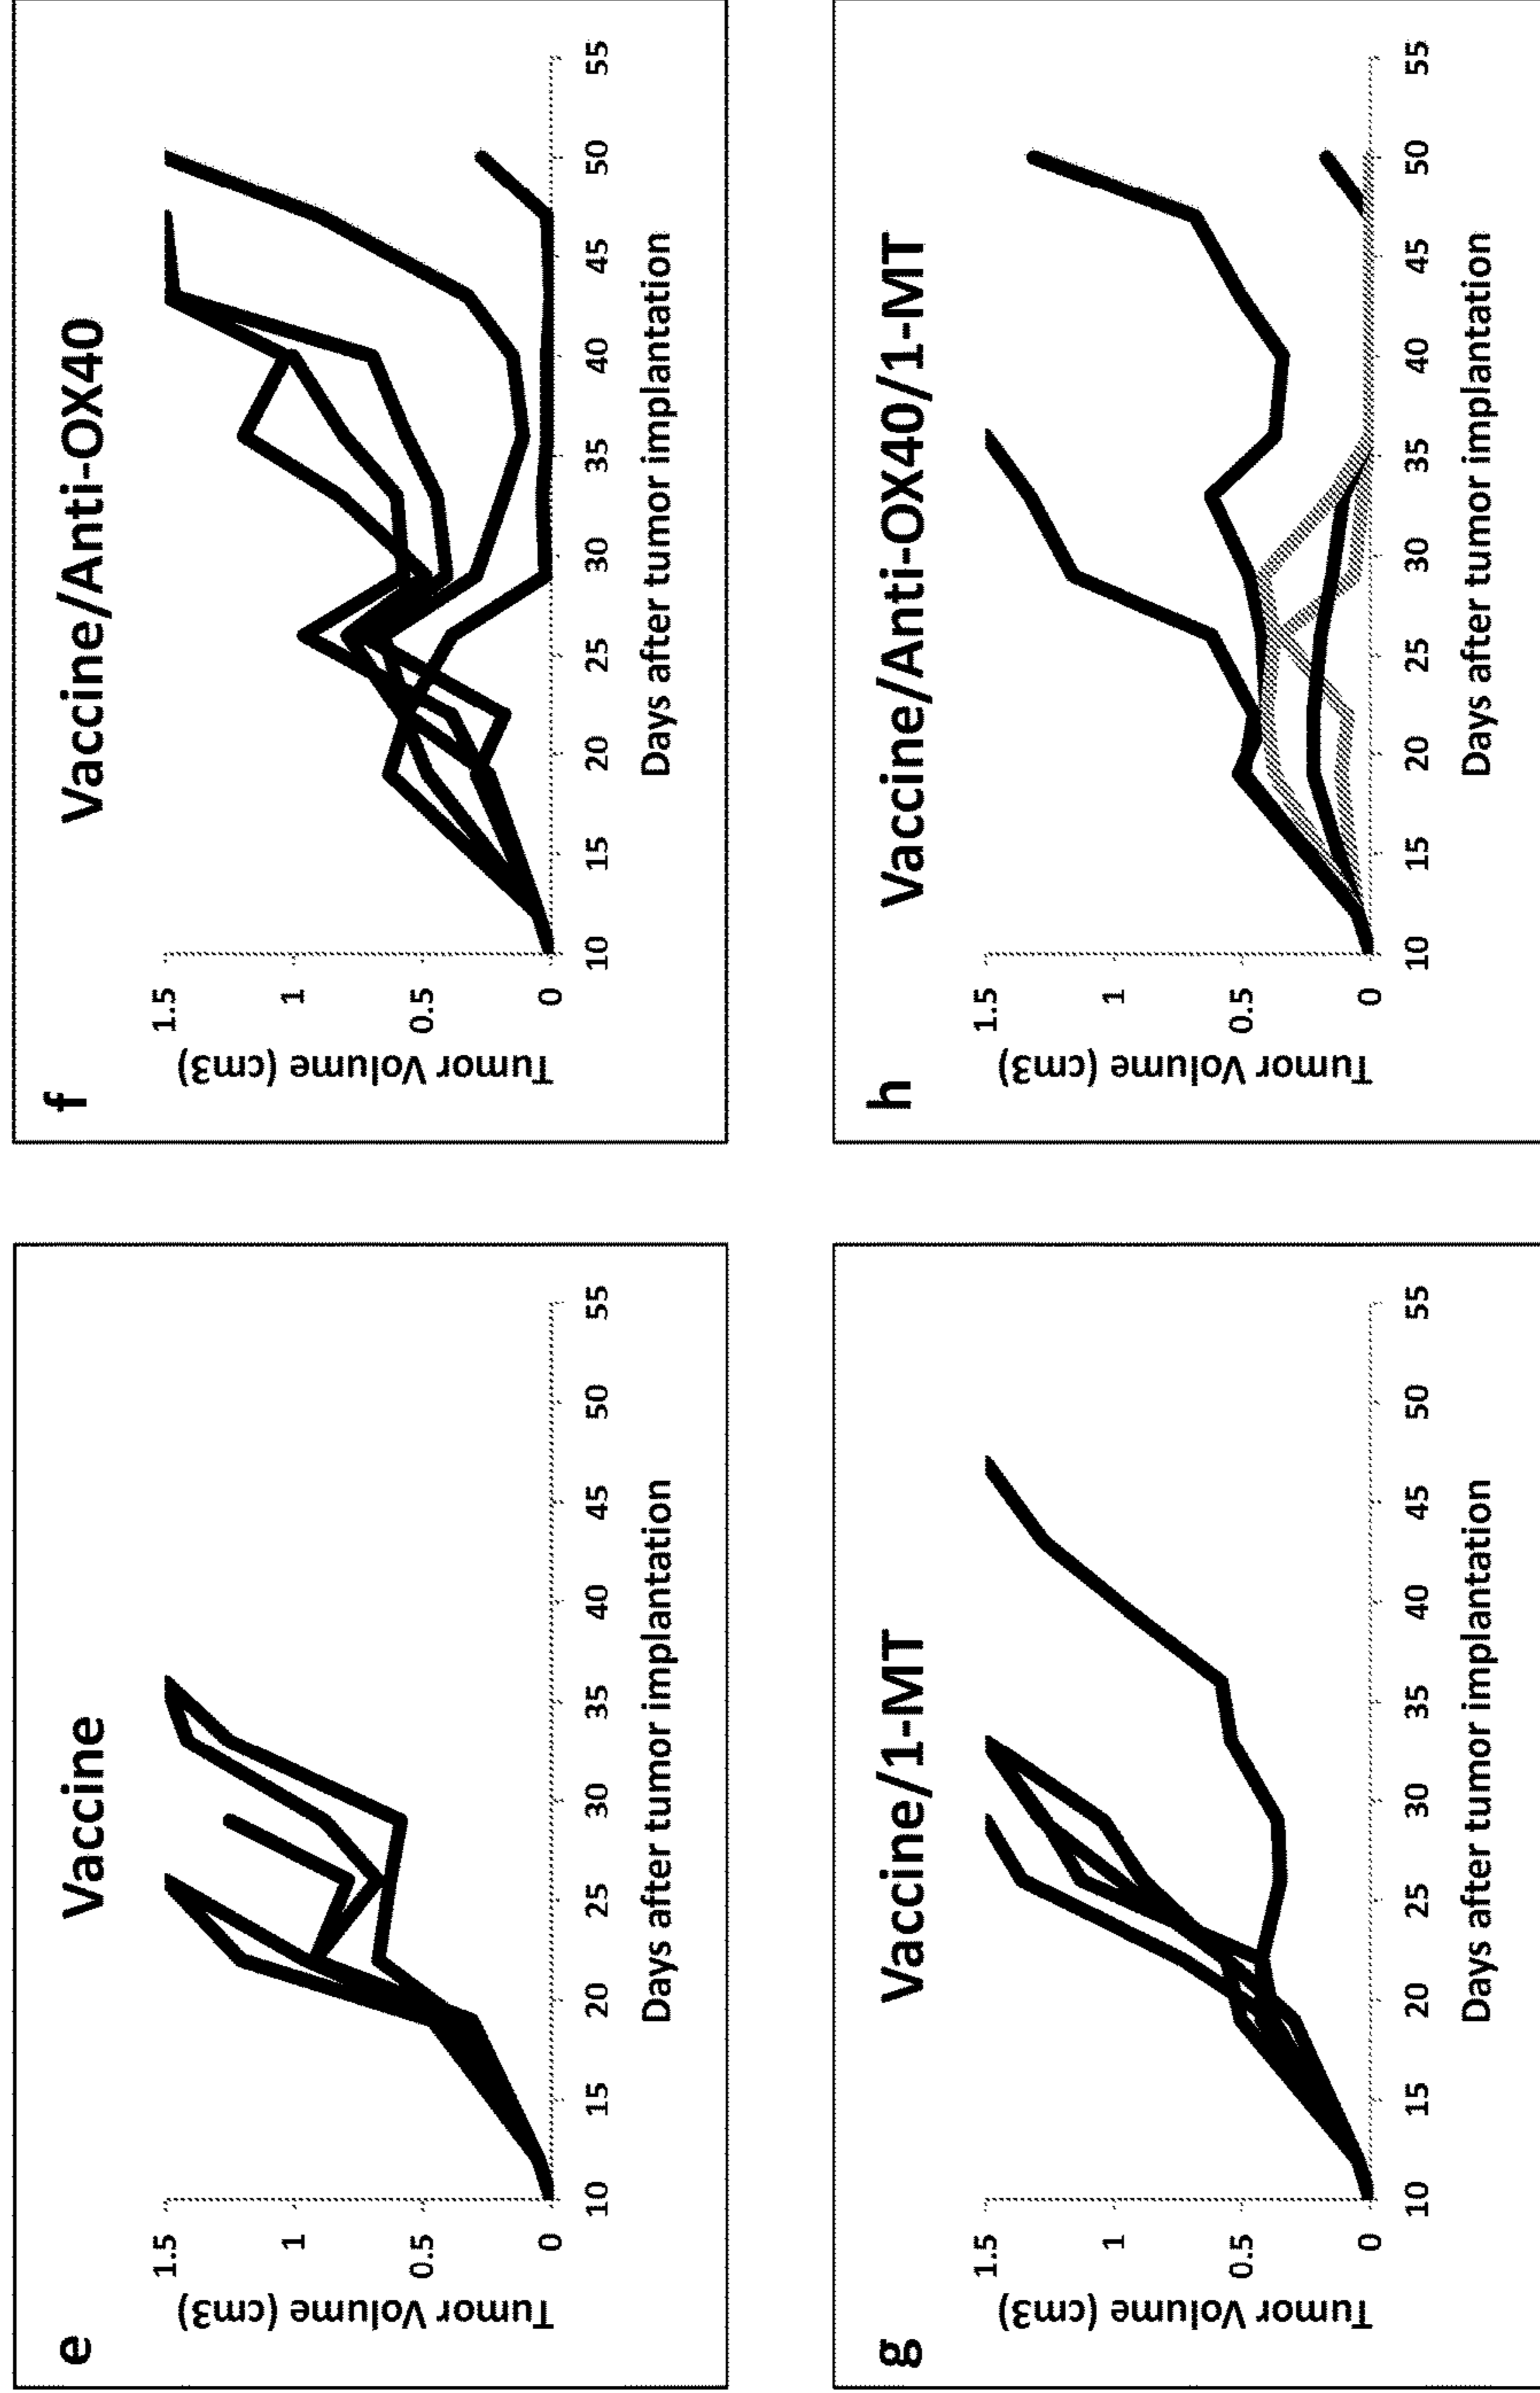 e
Vaccine
Tumor Volume (cm3)
1.5
1
0.5
0
10 15 20 25 30 35 40 45 50 55
Days after tumor implantation
f
Vaccine/Anti-OX40
Tumor Volume (cm3)
1.5
1
0.5
0
10 15 20 25 30 35 40 45 50 55
Days after tumor implantation
g
Vaccine/1-MT
Tumor Volume (cm3)
1.5
1
0.5
0
10 15 20 25 30 35 40 45 50 55
Days after tumor implantation
h
Vaccine/Anti-OX40/1-MT
Tumor Volume (cm3)
1.5
1
0.5
0
10 15 20 25 30 35 40 45 50 55
Days after tumor implantation